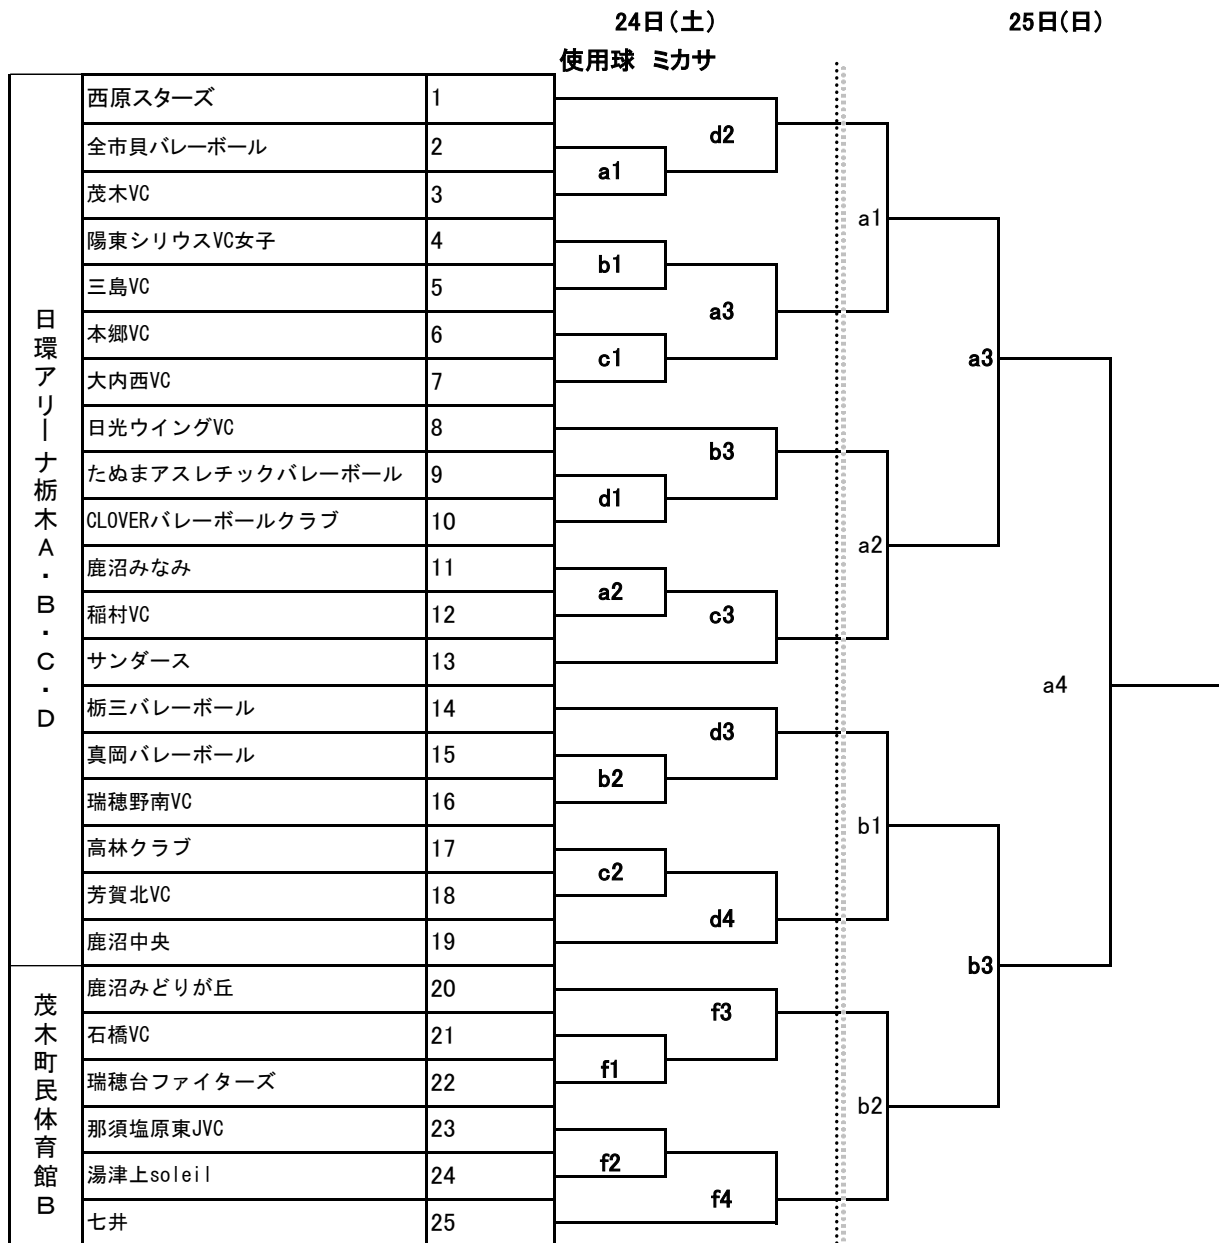 24日(土)
25日(日)
使用球 ミカサ
日環アリーナ栃木A・B・C・D
西原スターズ 1
全市貝バレーボール 2
茂木VC 3
陽東シリウスVC女子 4
三島VC 5
本郷VC 6
大内西VC 7
日光ウイングVC 8
たぬまアスレチックバレーボール 9
CLOVERバレーボールクラブ 10
鹿沼みなみ 11
稲村VC 12
サンダース 13
栃三バレーボール 14
真岡バレーボール 15
瑞穂野南VC 16
高林クラブ 17
芳賀北VC 18
鹿沼中央 19
茂木町民体育館B
鹿沼みどりが丘 20
石橋VC 21
瑞穂台ファイターズ 22
那須塩原東JVC 23
湯津上soleil 24
七井 25
a1
b1
c1
d1
a2
b2
c2
f1
f2
d2
a3
b3
c3
d3
d4
f3
f4
a1
a2
b1
b2
a3
b3
a4